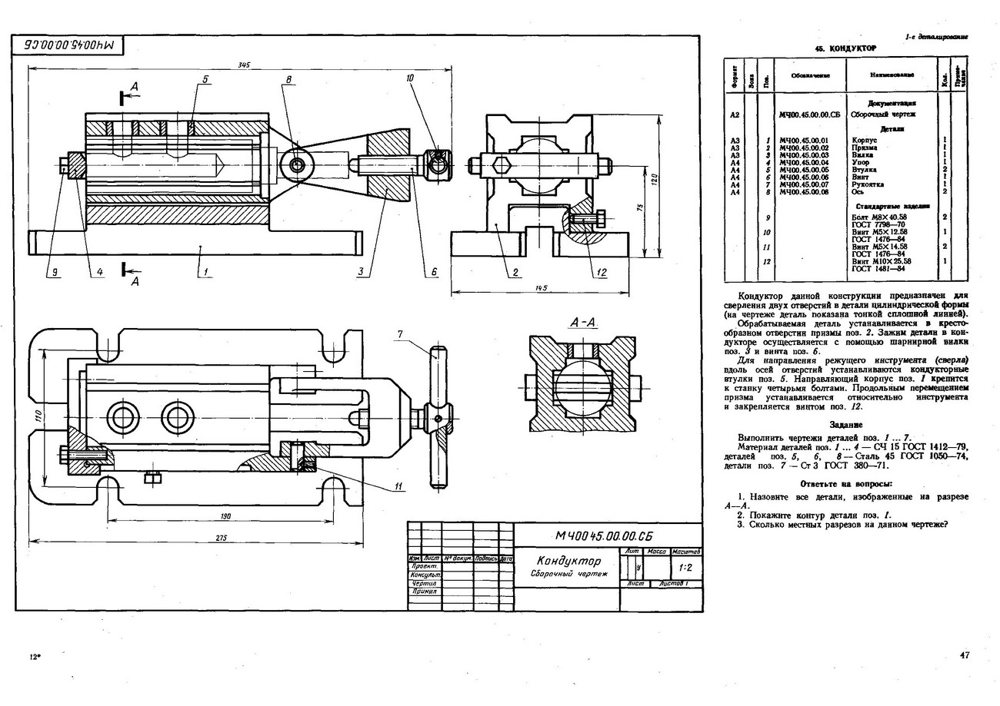 МЧ00.45.00.00.СБ
345
А
5
8
10
9
4
А
1
3
6
75
120
2
12
145
А-А
7
110
11
190
275
МЧ00 45.00.00.СБ
Кондуктор
Сборочный чертеж
Лит. Масса Масштаб
У 1:2
Лист Листов 1
Изм. Лист № докум. Подпись Дата
Проект.
Консульт.
Чертил
Принял
12*
1-е деталирование
45. КОНДУКТОР
Формат Зона Поз. Обозначение Наименование Кол. Приме-
чание
Документация
А2 МЧ00.45.00.00.СБ Сборочный чертеж
Детали
А3 1 МЧ00.45.00.01 Корпус 1
А3 2 МЧ00.45.00.02 Призма 1
А3 3 МЧ00.45.00.03 Вилка 1
А4 4 МЧ00.45.00.04 Упор 1
А4 5 МЧ00.45.00.05 Втулка 2
А4 6 МЧ00.45.00.06 Винт 1
А4 7 МЧ00.45.00.07 Рукоятка 1
А4 8 МЧ00.45.00.08 Ось 2
Стандартные изделия
9 Болт М8×40.58 2
ГОСТ 7798—70
10 Винт М5×12.58 1
ГОСТ 1476—84
11 Винт М5×14.58 2
ГОСТ 1476—84
12 Винт М10×25.58 1
ГОСТ 1481—84
Кондуктор данной конструкции предназначен для
сверления двух отверстий в детали цилиндрической формы
(на чертеже деталь показана тонкой сплошной линией).
Обрабатываемая деталь устанавливается в кресто-
образном отверстии призмы поз. 2. Зажим детали в кон-
дукторе осуществляется с помощью шарнирной вилки
поз. 3 и винта поз. 6.
Для направления режущего инструмента (сверла)
вдоль осей отверстий устанавливаются кондукторные
втулки поз. 5. Направляющий корпус поз. 1 крепится
к станку четырьмя болтами. Продольным перемещением
призма устанавливается относительно инструмента
и закрепляется винтом поз. 12.
Задание
Выполнить чертежи деталей поз. 1 ... 7.
Материал деталей поз. 1 ... 4 — СЧ 15 ГОСТ 1412—79,
деталей поз. 5, 6, 8 — Сталь 45 ГОСТ 1050—74,
детали поз. 7 — Ст 3 ГОСТ 380—71.
Ответьте на вопросы:
1. Назовите все детали, изображенные на разрезе
А—А.
2. Покажите контур детали поз. 1.
3. Сколько местных разрезов на данном чертеже?
47